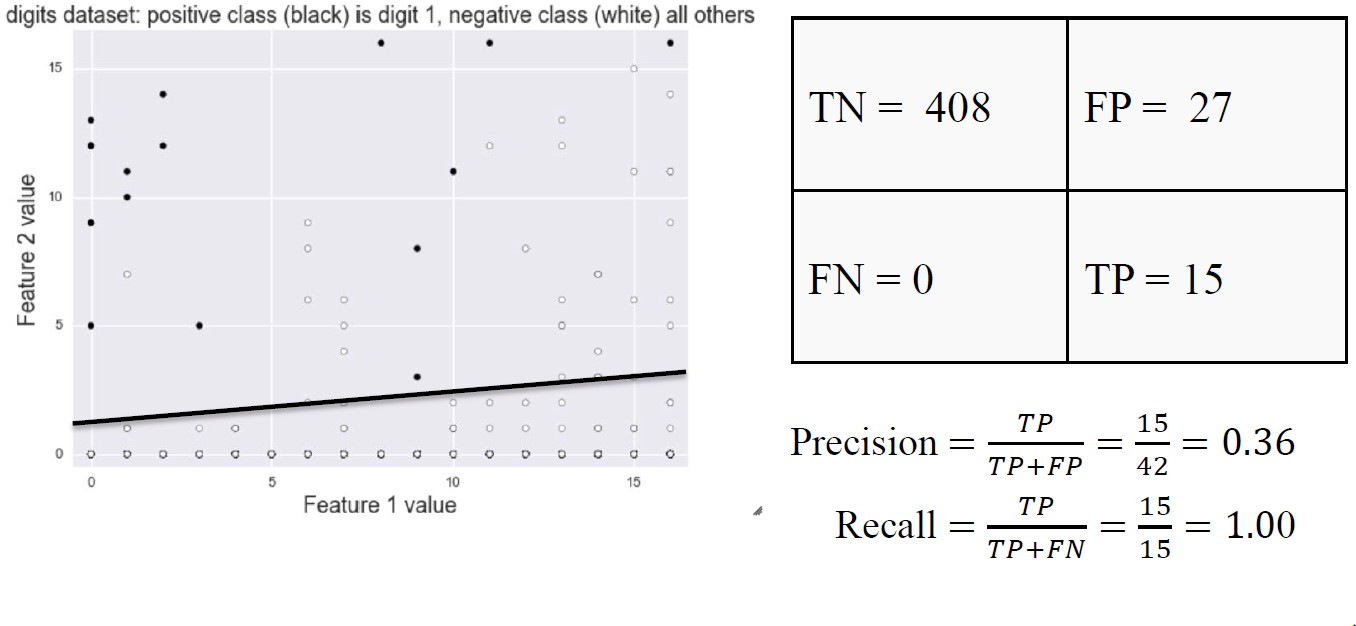 digits dataset: positive class (black) is digit 1, negative class (white) all others
15
10
5
0
0 5 10 15
Feature 2 value
Feature 1 value
TN = 408
FP = 27
FN = 0
TP = 15
Precision = TP/TP+FP = 15/42 = 0.36
Recall = TP/TP+FN = 15/15 = 1.00